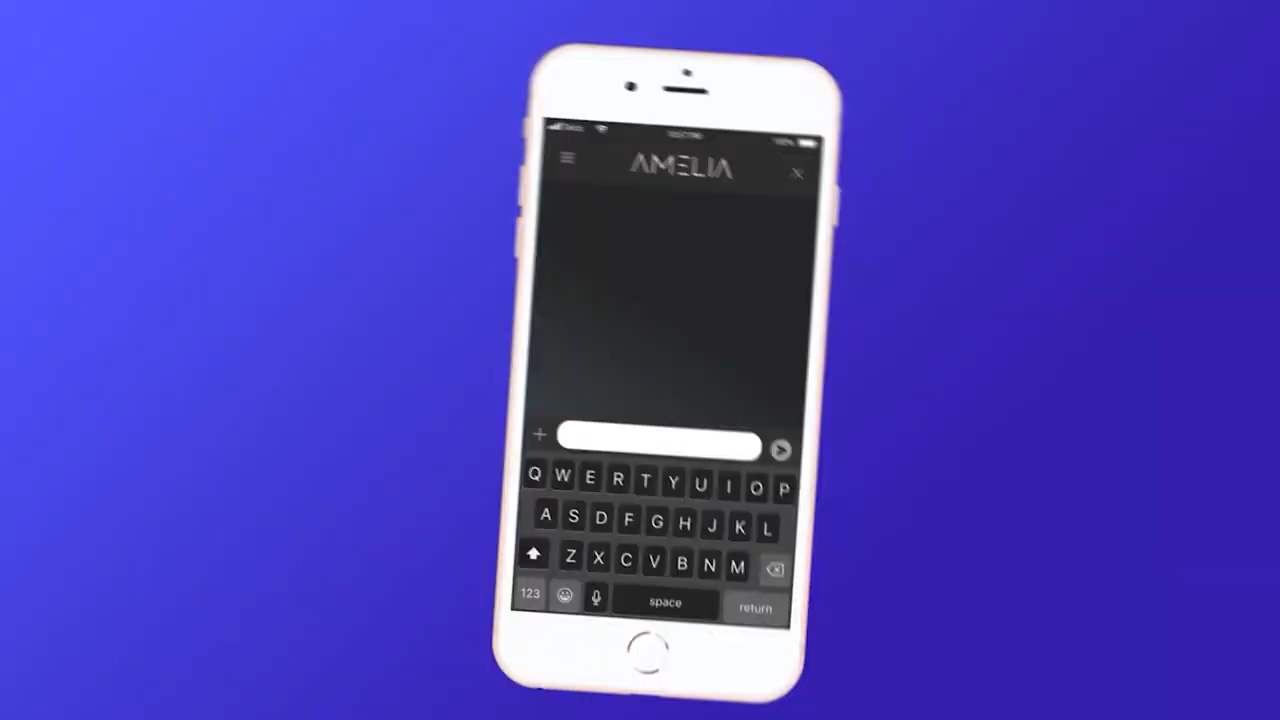 AMELIA
Q W E R T Y U I O P
A S D F G H J K L
Z X C V B N M
123 space return